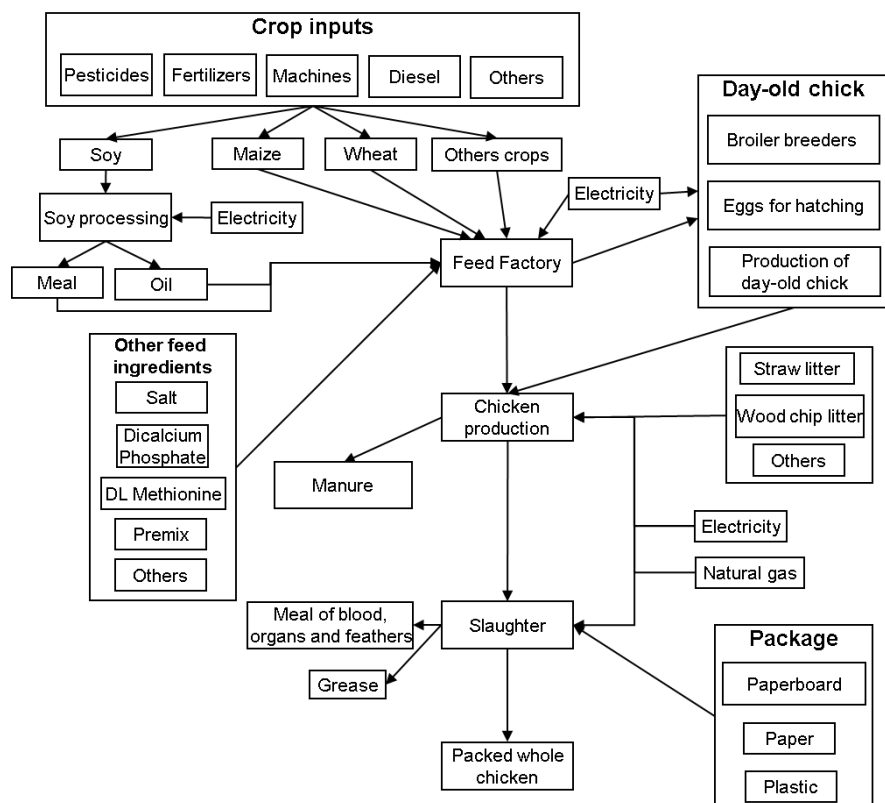 Crop inputs
Pesticides
Fertilizers
Machines
Diesel
Others
Soy
Maize
Wheat
Others crops
Soy processing
Electricity
Electricity
Meal
Oil
Feed Factory
Day-old chick
Broiler breeders
Eggs for hatching
Production of
day-old chick
Other feed
ingredients
Salt
Dicalcium
Phosphate
DL Methionine
Premix
Others
Chicken
production
Manure
Straw litter
Wood chip litter
Others
Electricity
Natural gas
Meal of blood,
organs and feathers
Grease
Slaughter
Packed whole
chicken
Package
Paperboard
Paper
Plastic